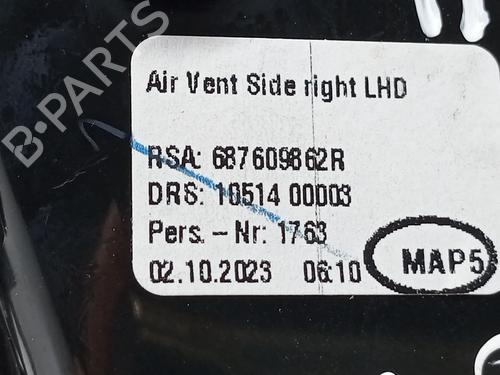 B-PARTS
Air Vent Side right LHD
RSA: 687609862R
DRS: 10514 00003
Pers.- Nr: 1763
02.10.2023 06:10
MAP5